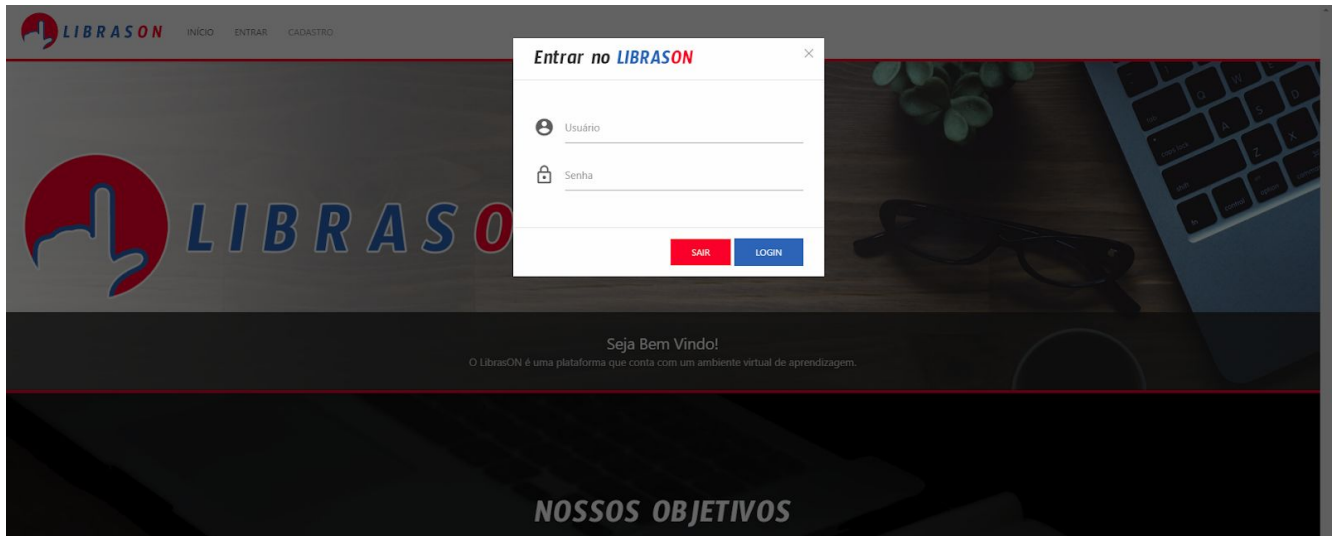 LIBRASON INÍCIO ENTRAR CADASTRO
Entrar no LIBRASON ×
Usuário
Senha
SAIR LOGIN
LIBRASO
Seja Bem Vindo!
O LibrasON é uma plataforma que conta com um ambiente virtual de aprendizagem.
NOSSOS OBJETIVOS